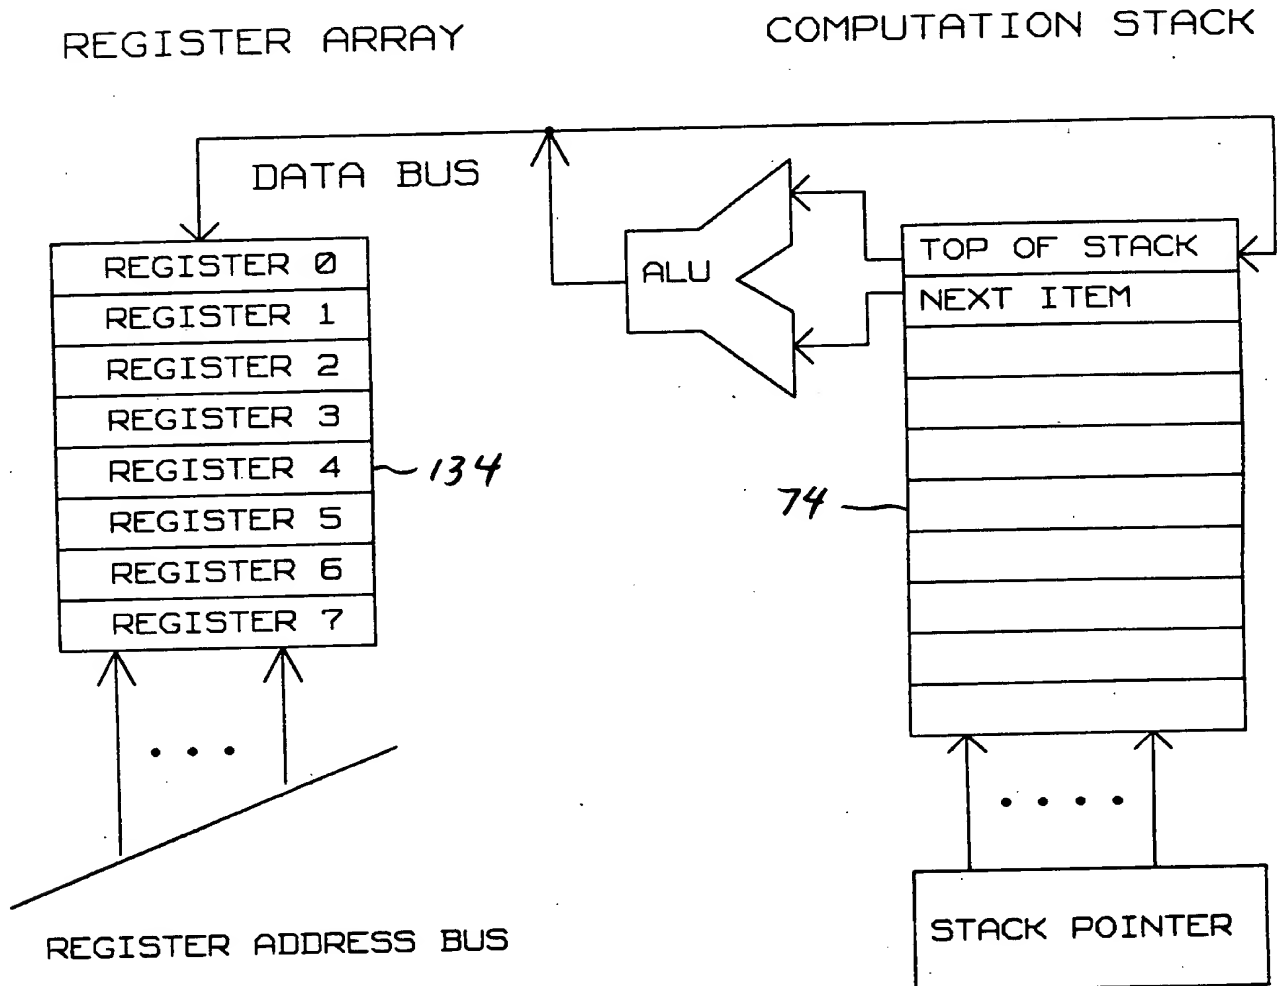 REGISTER ARRAY
COMPUTATION STACK
DATA BUS
REGISTER 0
REGISTER 1
REGISTER 2
REGISTER 3
REGISTER 4
REGISTER 5
REGISTER 6
REGISTER 7
134
ALU
TOP OF STACK
NEXT ITEM
74
REGISTER ADDRESS BUS
STACK POINTER